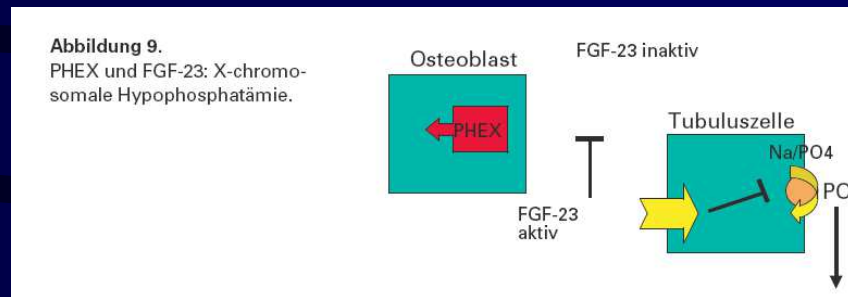 Abbildung 9.
PHEX und FGF-23: X-chromo-
somale Hypophosphatämie.
Osteoblast
FGF-23 inaktiv
PHEX
FGF-23
aktiv
Tubuluszelle
Na/PO4